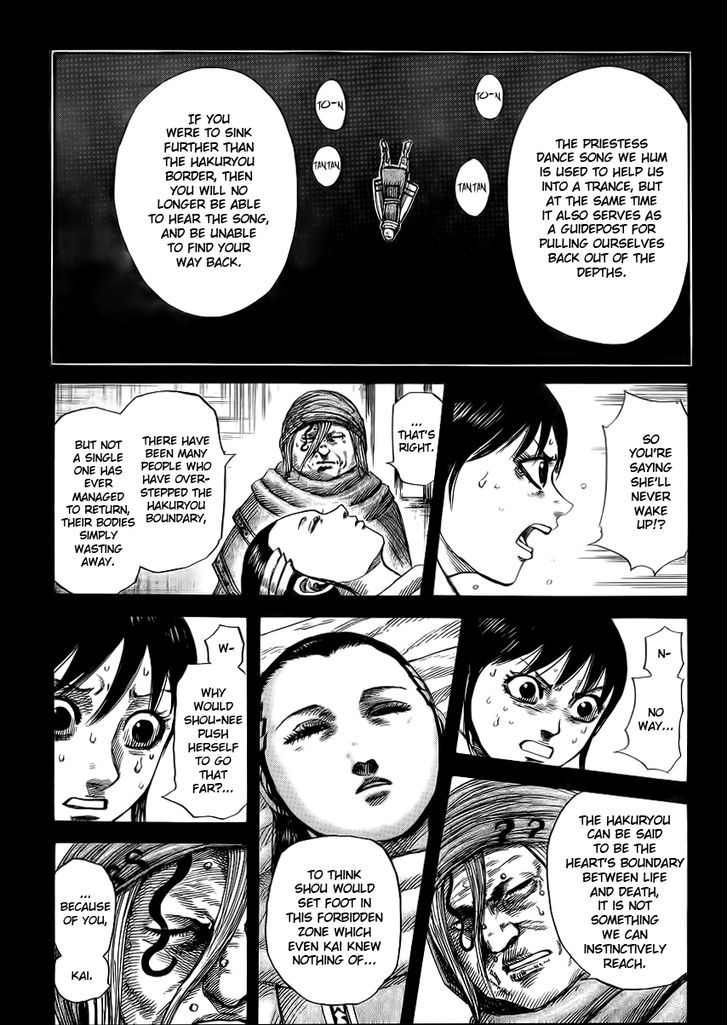 THE PRIESTESS
DANCE SONG WE HUM
IS USED TO HELP US
INTO A TRANCE, BUT
AT THE SAME TIME
IT ALSO SERVES AS
A GUIDEPOST FOR
PULLING OURSELVES
BACK OUT OF THE
DEPTHS.
TO-N
TANTAN
TO-N
TANTAN
IF YOU
WERE TO SINK
FURTHER THAN
THE HAKURYOU
BORDER, THEN
YOU WILL NO
LONGER BE ABLE
TO HEAR THE SONG,
AND BE UNABLE
TO FIND YOUR
WAY BACK.
SO
YOU'RE
SAYING
SHE'LL
NEVER
WAKE
UP!?
...
THAT'S
RIGHT.
THERE HAVE
BEEN MANY
PEOPLE WHO
HAVE OVER-
STEPPED THE
HAKURYOU
BOUNDARY,
BUT NOT
A SINGLE
ONE HAS
EVER
MANAGED
TO RETURN,
THEIR BODIES
SIMPLY
WASTING
AWAY.
N-
NO
WAY...
W-
WHY
WOULD
SHOU-NEE
PUSH
HERSELF
TO GO
THAT
FAR?...
THE HAKURYOU
CAN BE SAID
TO BE THE
HEART'S BOUNDARY
BETWEEN LIFE
AND DEATH,
IT IS NOT
SOMETHING
WE CAN
INSTINCTIVELY
REACH.
TO THINK
SHOU WOULD
SET FOOT IN
THIS FORBIDDEN
ZONE WHICH
EVEN KAI KNEW
NOTHING OF...
...
BECAUSE
OF YOU,
KAI.